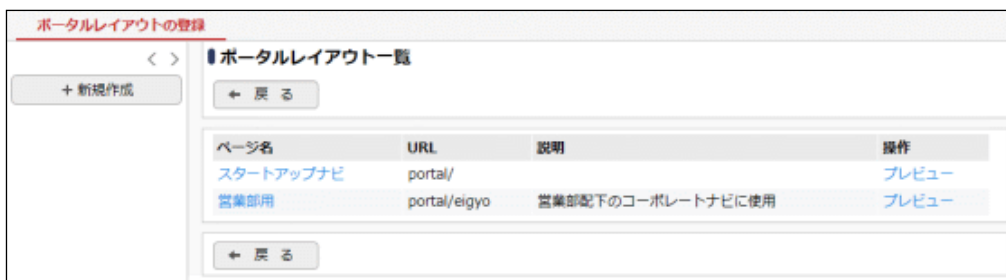 ポータルレイアウトの登録
< >
+ 新規作成
ポータルレイアウト一覧
← 戻 る
ページ名 URL 説明 操作
スタートアップナビ portal/ プレビュー
営業部用 portal/eigyo 営業部配下のコーポレートナビに使用 プレビュー
← 戻 る